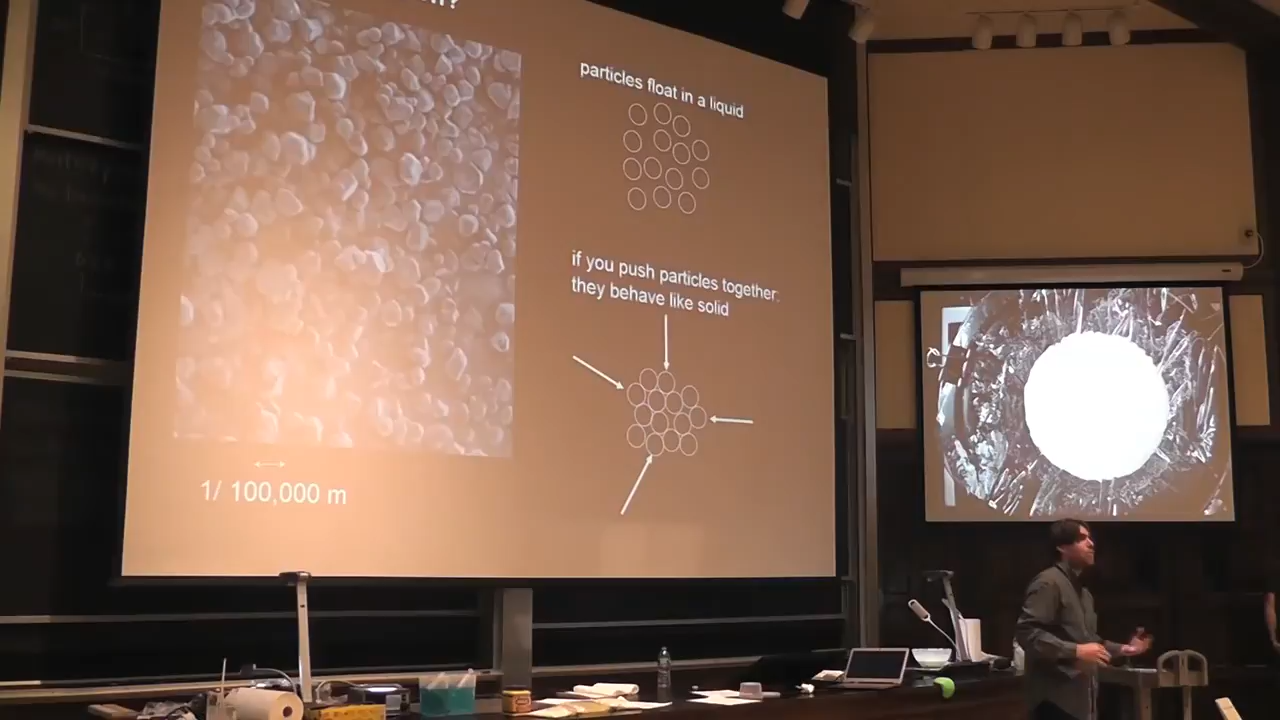 particles float in a liquid
if you push particles together:
they behave like solid
1/ 100,000 m